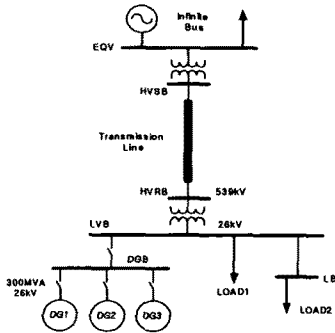 Infinite
Bus
EQV
HVSB
Transmission
Line
HVRB
539kV
LVB
26kV
DGB
300MVA
26kV
LB
LOAD1
LOAD2
DG1
DG2
DG3